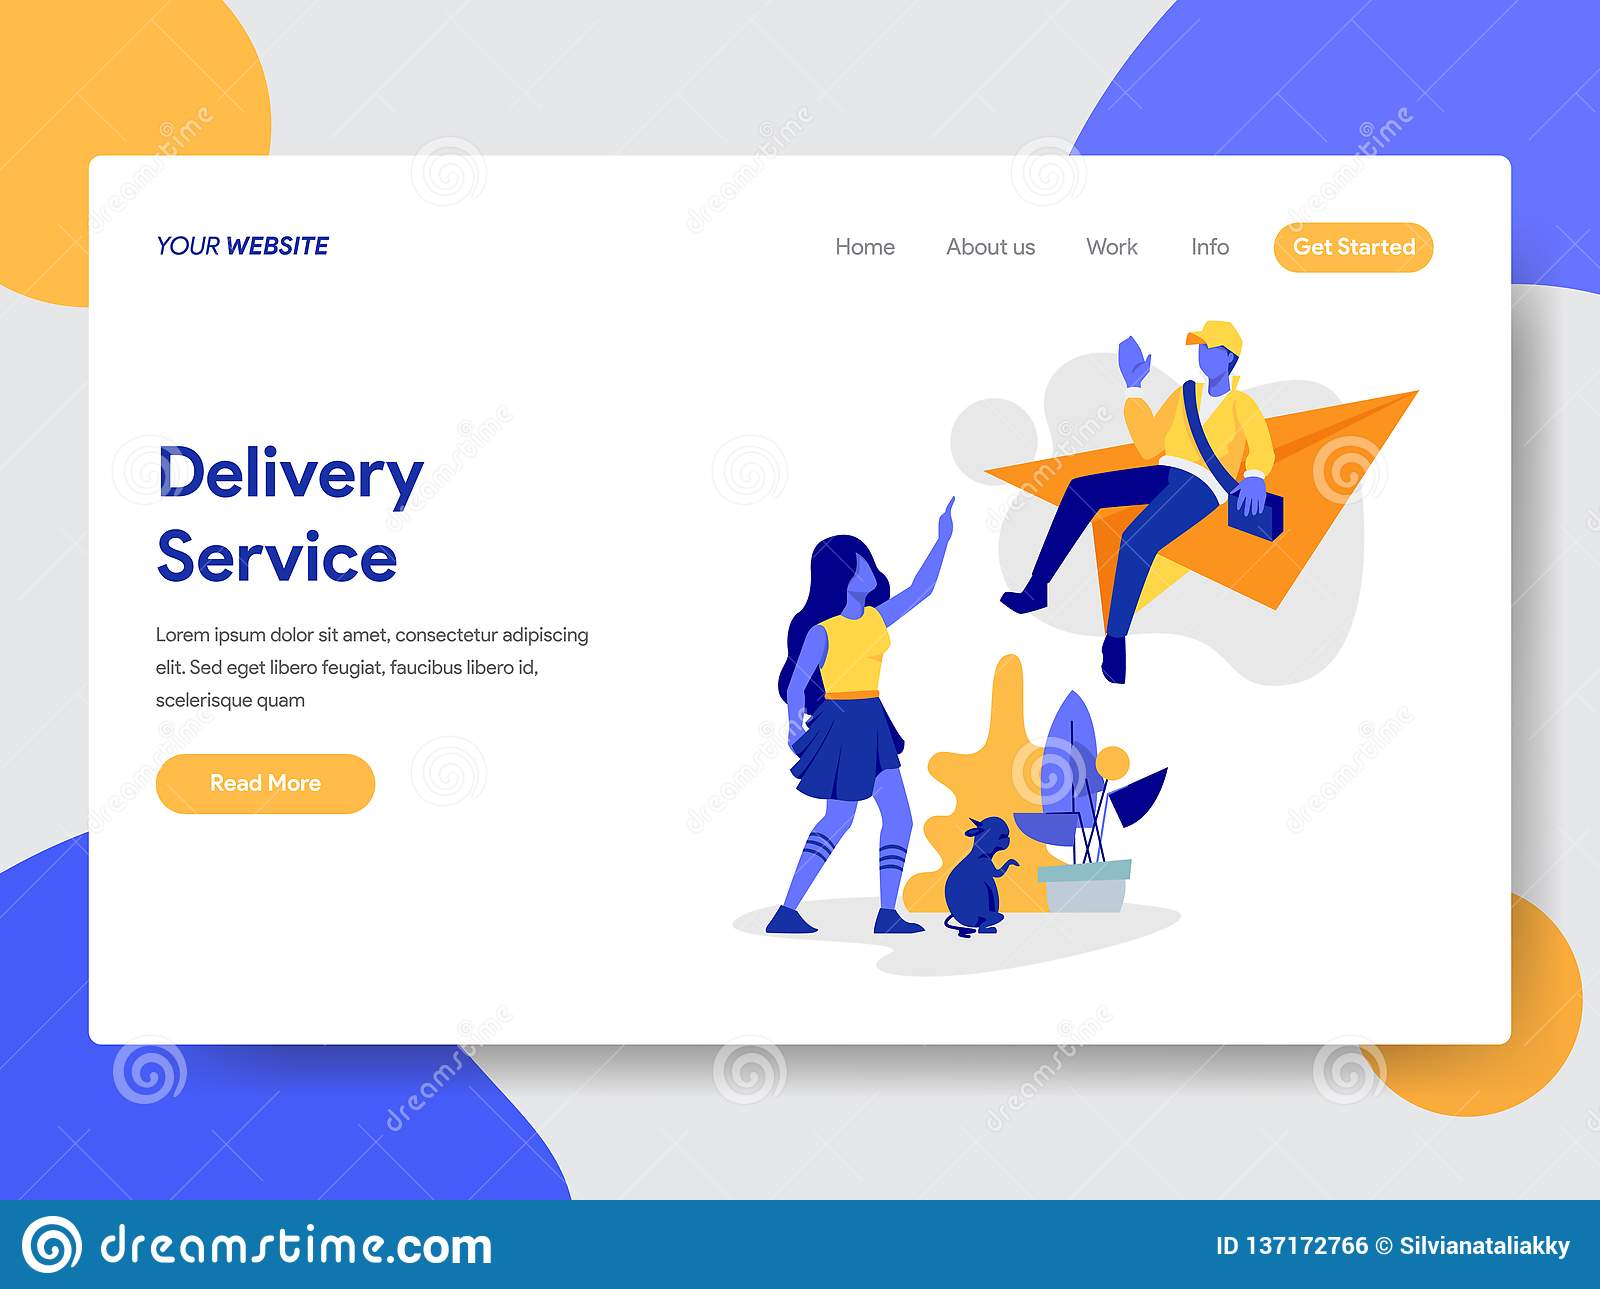 YOUR WEBSITE
Home About us Work Info Get Started
Delivery
Service
Lorem ipsum dolor sit amet, consectetur adipiscing
elit. Sed eget libero feugiat, faucibus libero id,
scelerisque quam
Read More
dreamstime.com
ID 137172766 © Silvianataliakky